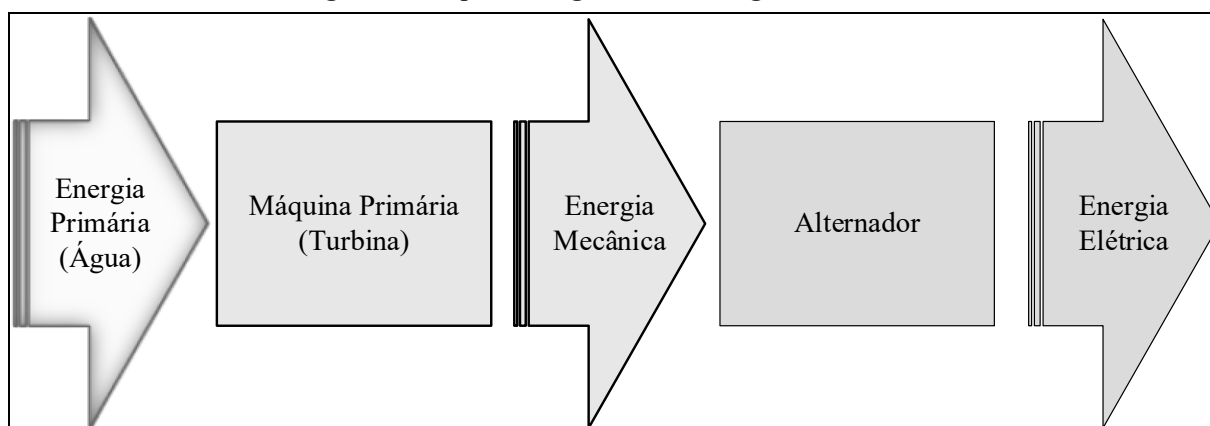 Energia
Primária
(Água)
Máquina Primária
(Turbina)
Energia
Mecânica
Alternador
Energia
Elétrica